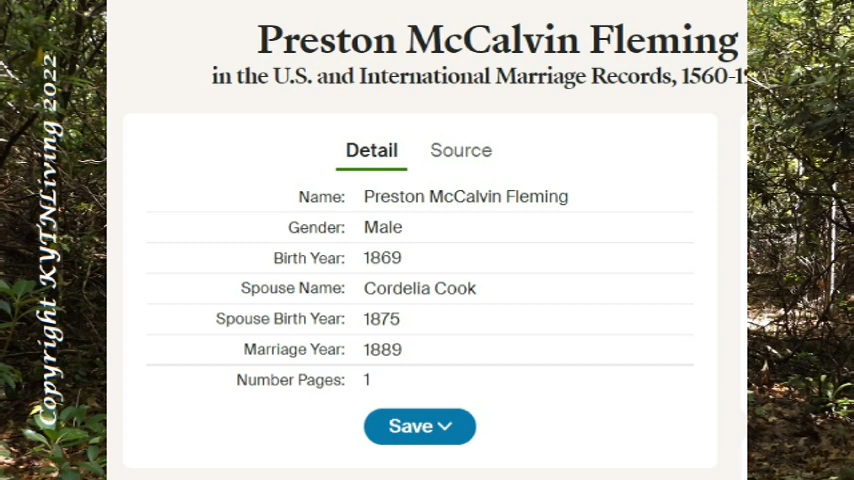 Preston McCalvin Fleming
in the U.S. and International Marriage Records,
Detail Source
Name: Preston McCalvin Fleming
Gender: Male
Birth Year: 1869
Spouse Name: Cordelia Cook
Spouse Birth Year: 1875
Marriage Year: 1889
Number Pages: 1
Save
Copyright KYTNLiving 2022